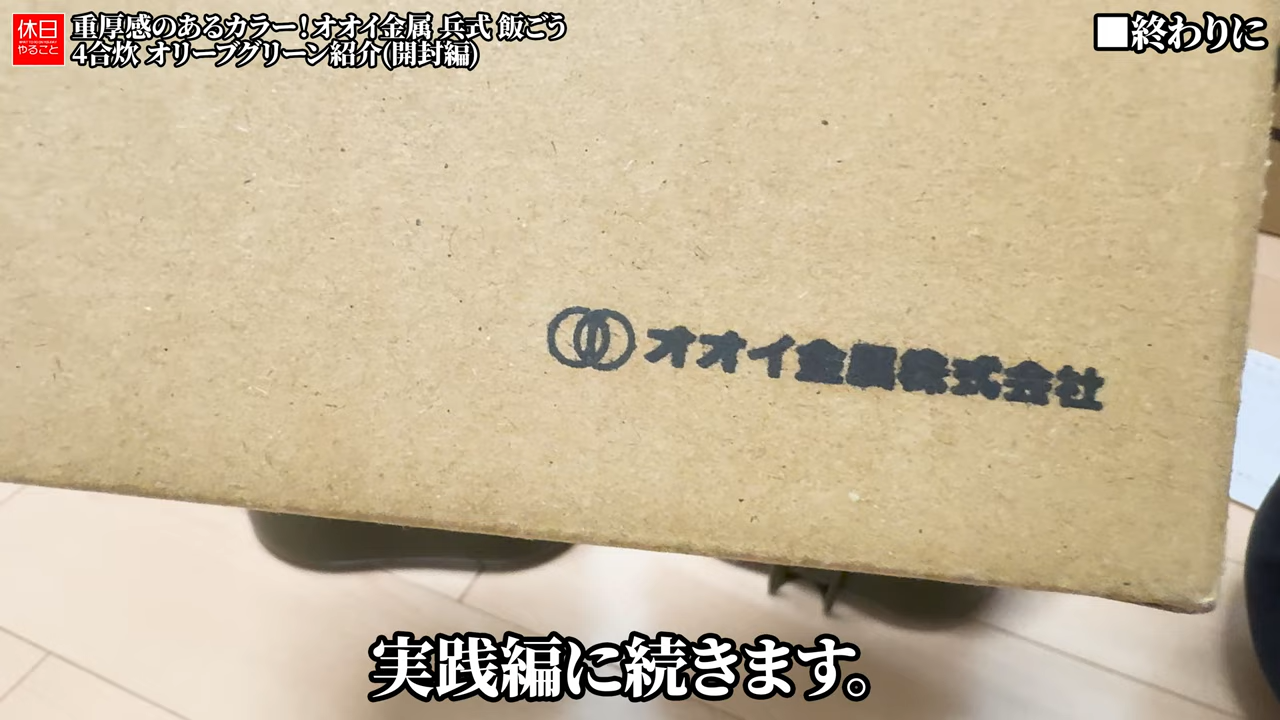 休日
やること
重厚感のあるカラー！オオイ金属 兵式 飯ごう
4合炊 オリーブグリーン紹介(開封編)
■終わりに
オオイ金属株式会社
実践編に続きます。